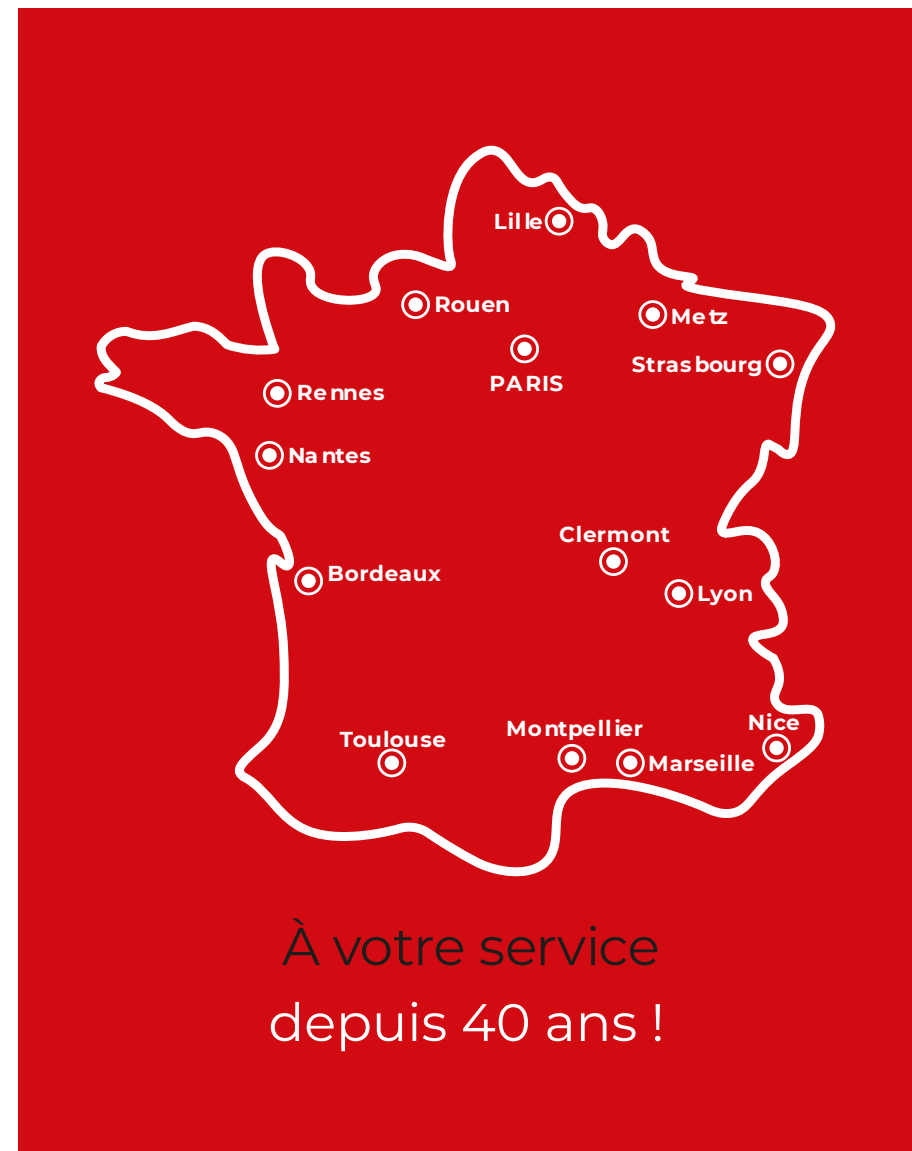 Lille
Rouen
Metz
Strasbourg
PARIS
Rennes
Nantes
Clermont
Bordeaux
Lyon
Nice
Montpellier
Toulouse
Marseille
À votre service
depuis 40 ans !